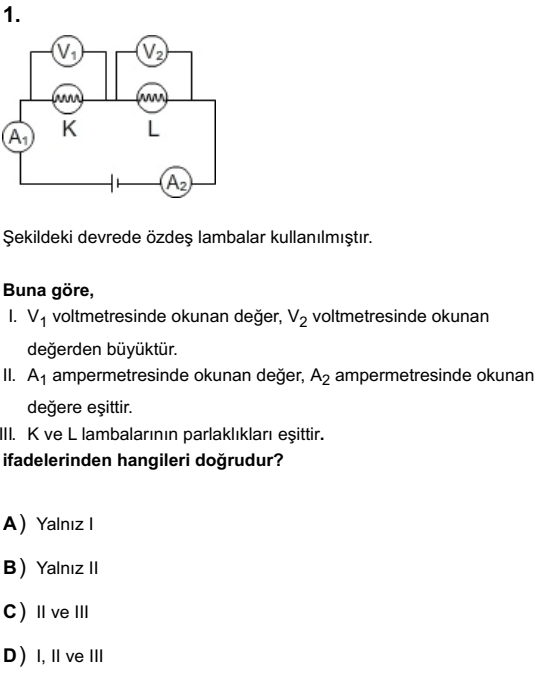 1.
V1 V2
K L
A1
A2
Şekildeki devrede özdeş lambalar kullanılmıştır.
Buna göre,
I. V1 voltmetresinde okunan değer, V2 voltmetresinde okunan
değerden büyüktür.
II. A1 ampermetresinde okunan değer, A2 ampermetresinde okunan
değere eşittir.
III. K ve L lambalarının parlaklıkları eşittir.
ifadelerinden hangileri doğrudur?
A) Yalnız I
B) Yalnız II
C) II ve III
D) I, II ve III